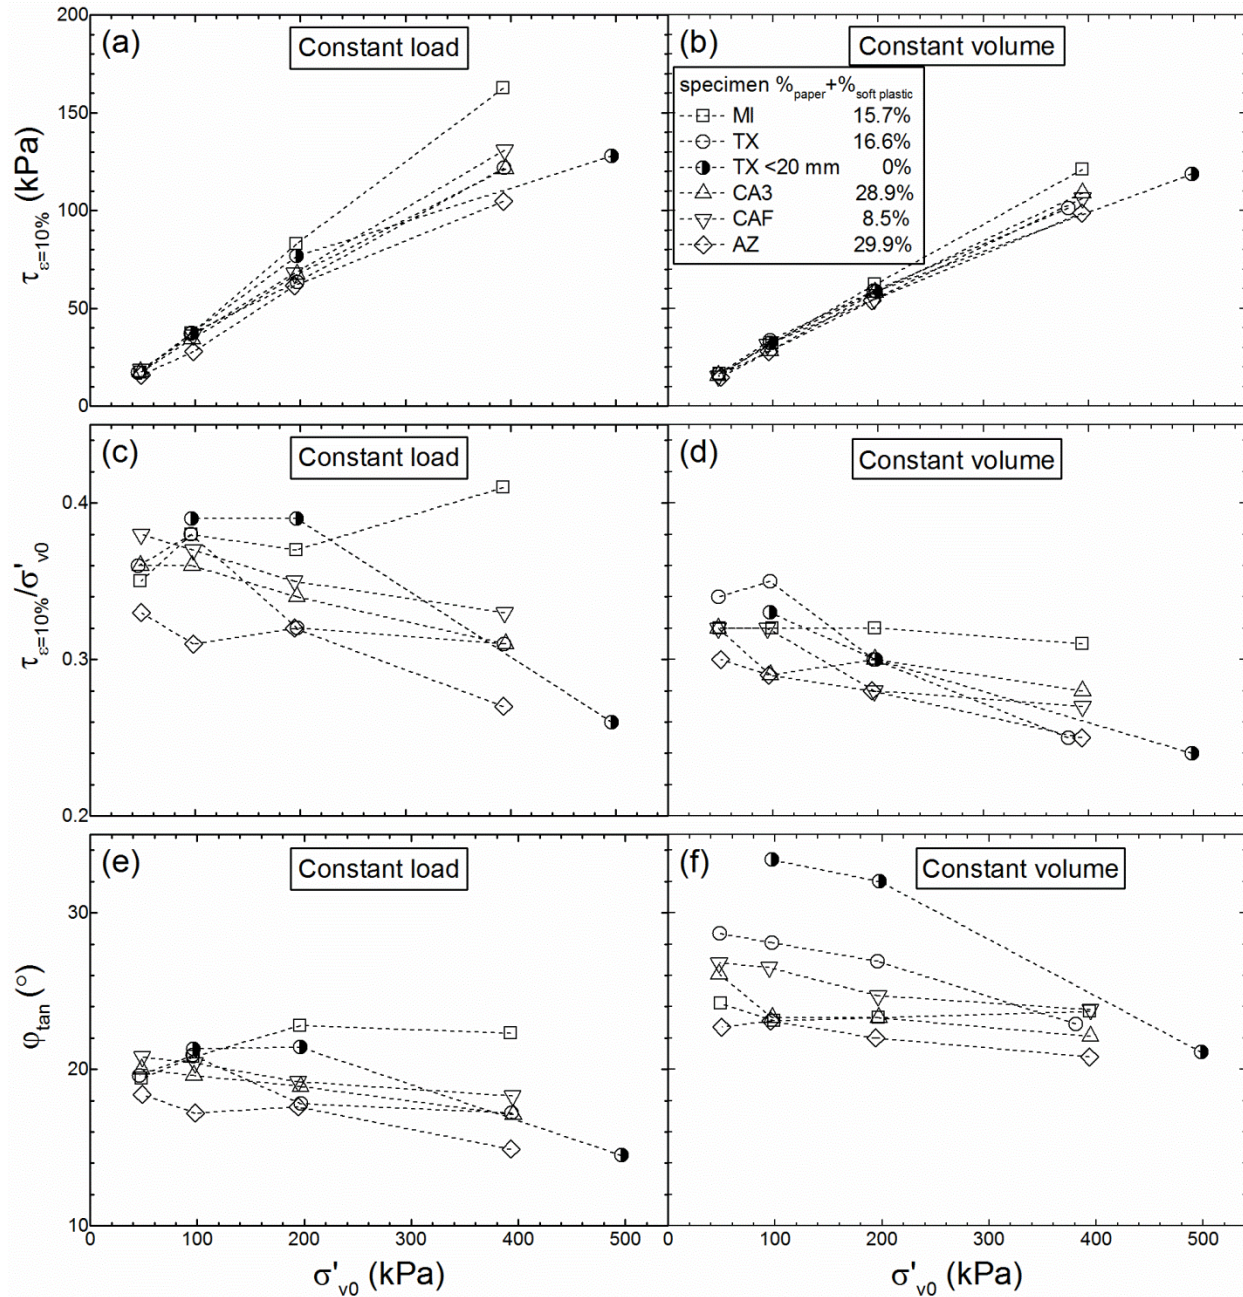 (a) Constant load
200
150
100
50
0
τε=10% (kPa)
(b) Constant volume
specimen %paper+%soft plastic
MI 15.7%
TX 16.6%
TX <20 mm 0%
CA3 28.9%
CAF 8.5%
AZ 29.9%
(c) Constant load
0.4
0.3
0.2
τε=10%/σ'v0
(d) Constant volume
(e) Constant load
30
20
10
φtan (°)
(f) Constant volume
0 100 200 300 400 500
σ'v0 (kPa)
0 100 200 300 400 500
σ'v0 (kPa)